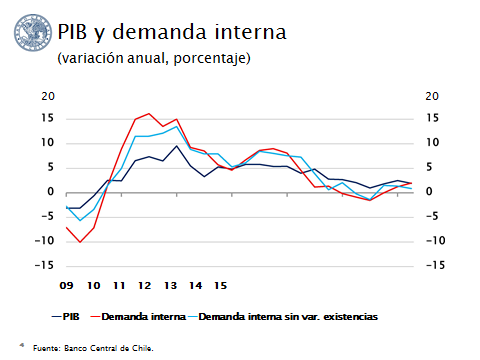 PIB y demanda interna
(variación anual, porcentaje)
20 20
15 15
10 10
5 5
0 0
-5 -5
-10 -10
-15 -15
09 10 11 12 13 14 15
PIB Demanda interna Demanda interna sin var. existencias
4 Fuente: Banco Central de Chile.